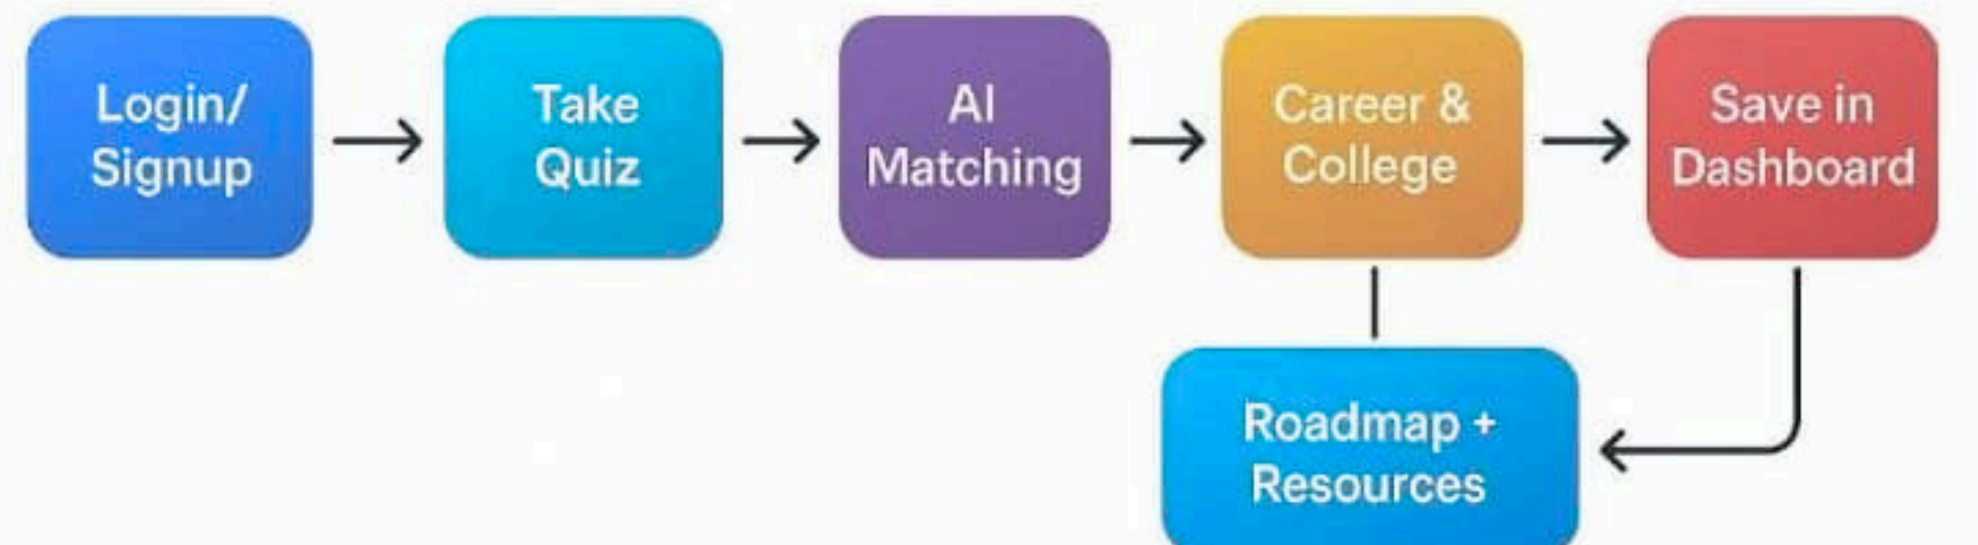 Login/
Signup
Take
Quiz
AI
Matching
Career &
College
Save in
Dashboard
Roadmap +
Resources